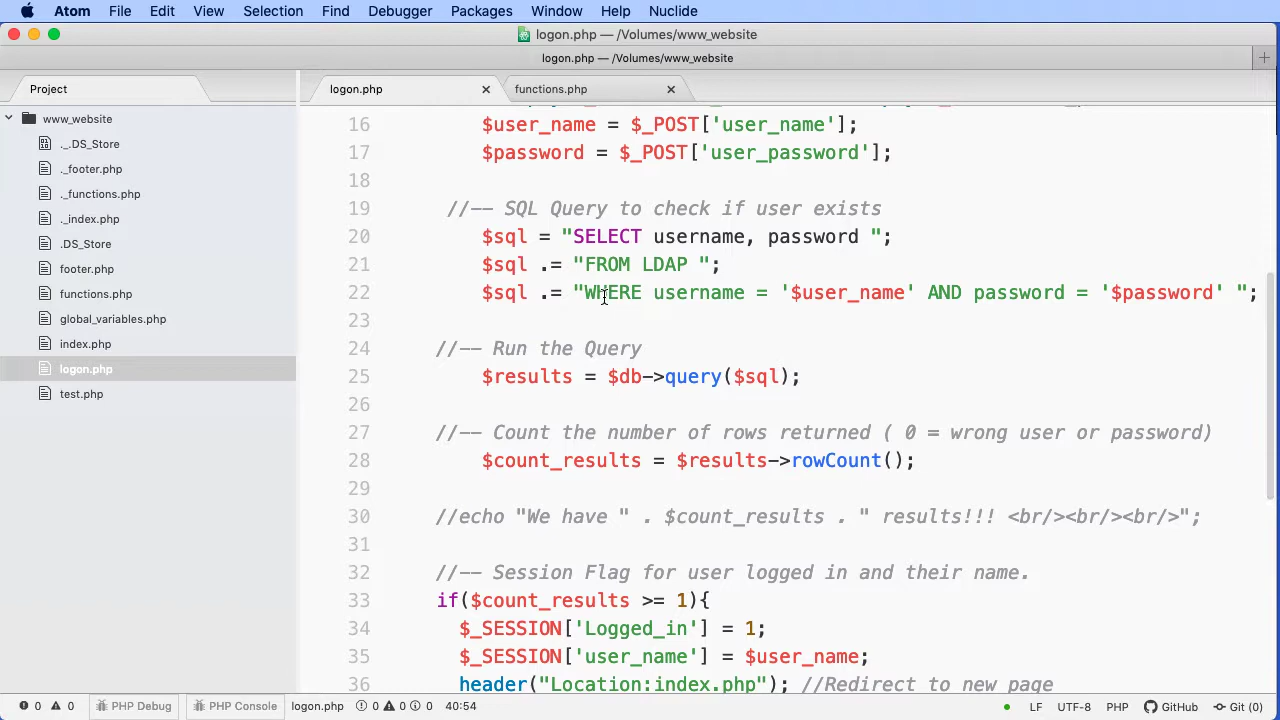 Atom File Edit View Selection Find Debugger Packages Window Help Nuclide
logon.php — /Volumes/www_website
logon.php — /Volumes/www_website
Project
logon.php
functions.php
www_website
._.DS_Store
._footer.php
._functions.php
._index.php
.DS_Store
footer.php
functions.php
global_variables.php
index.php
logon.php
test.php
16 $user_name = $_POST['user_name'];
17 $password = $_POST['user_password'];
18
19 //-- SQL Query to check if user exists
20 $sql = "SELECT username, password ";
21 $sql .= "FROM LDAP ";
22 $sql .= "WHERE username = '$user_name' AND password = '$password' ";
23
24 //-- Run the Query
25 $results = $db->query($sql);
26
27 //-- Count the number of rows returned ( 0 = wrong user or password)
28 $count_results = $results->rowCount();
29
30 //echo "We have " . $count_results . " results!!! <br/><br/><br/>";
31
32 //-- Session Flag for user logged in and their name.
33 if($count_results >= 1){
34 $_SESSION['Logged_in'] = 1;
35 $_SESSION['user_name'] = $user_name;
36 header("Location:index.php"); //Redirect to new page
0 0 PHP Debug PHP Console logon.php 0 0 0 40:54 LF UTF-8 PHP GitHub Git (0)